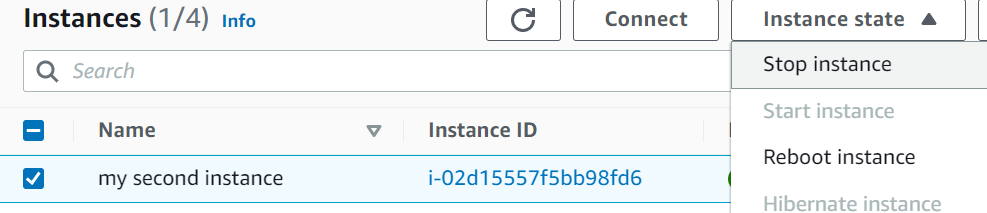 Instances (1/4) Info
Connect
Instance state
Search
Stop instance
Start instance
Name
Instance ID
Reboot instance
my second instance
i-02d15557f5bb98fd6
Hibernate instance